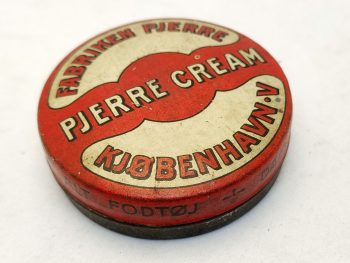 FABRIKEN PJERRE
PJERRE CREAM
KJØBENHAVN·V
FODTØJ